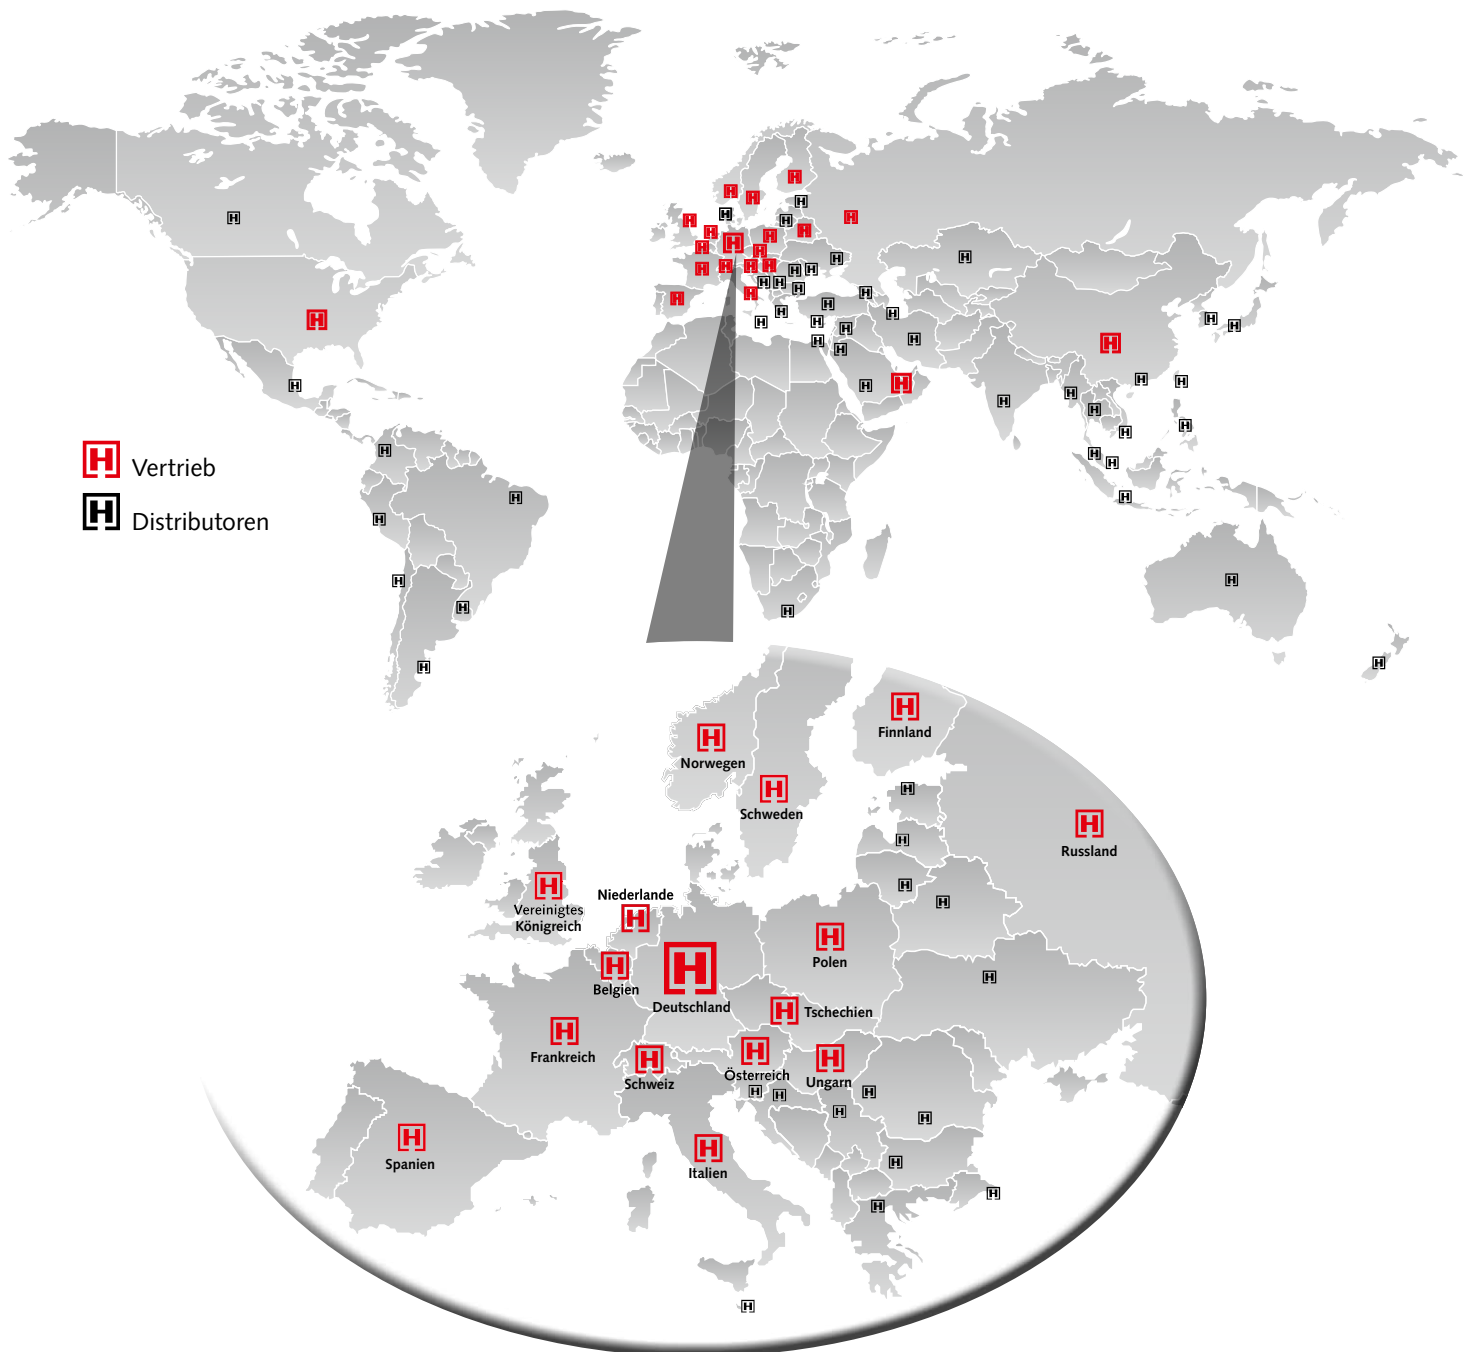 Vertrieb
Distributoren
Finnland
Norwegen
Schweden
Russland
Niederlande
Vereinigtes
Königreich
Polen
Belgien
Deutschland
Tschechien
Frankreich
Österreich
Schweiz
Ungarn
Spanien
Italien